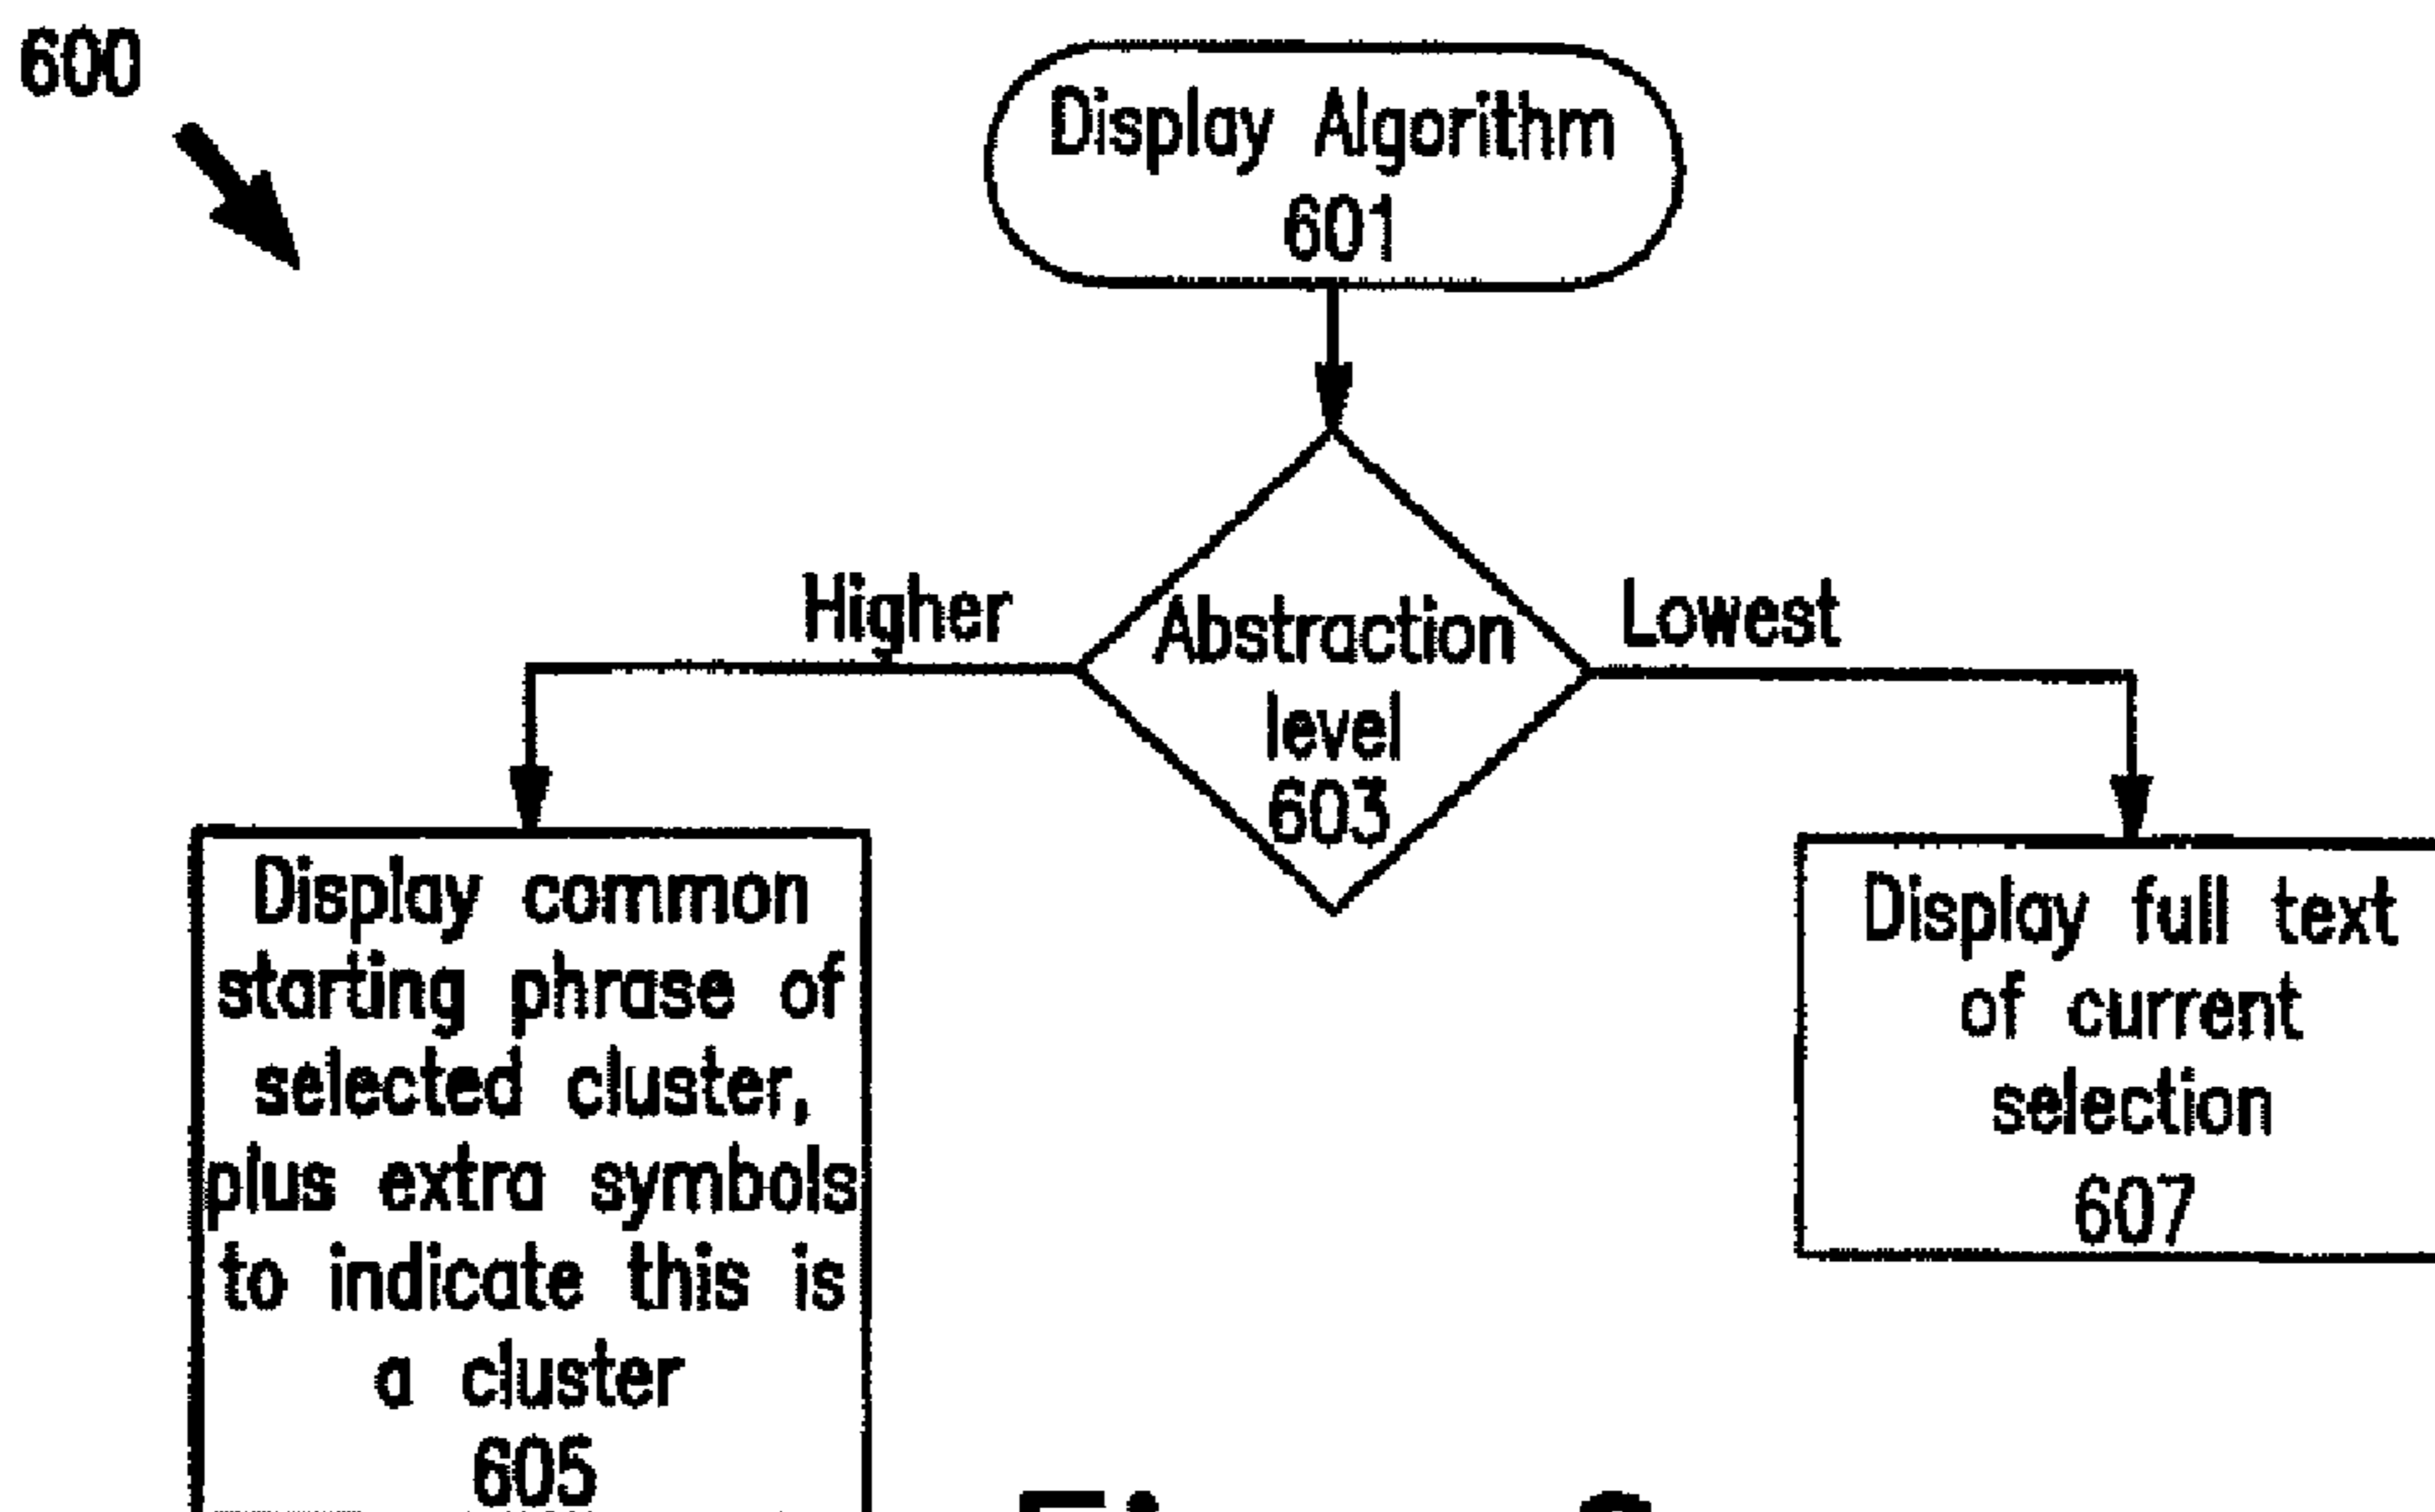 600
Display Algorithm
601
Higher
Abstraction
level
603
Lowest
Display common
starting phrase of
selected cluster,
plus extra symbols
to indicate this is
a cluster
605
Display full text
of current
selection
607